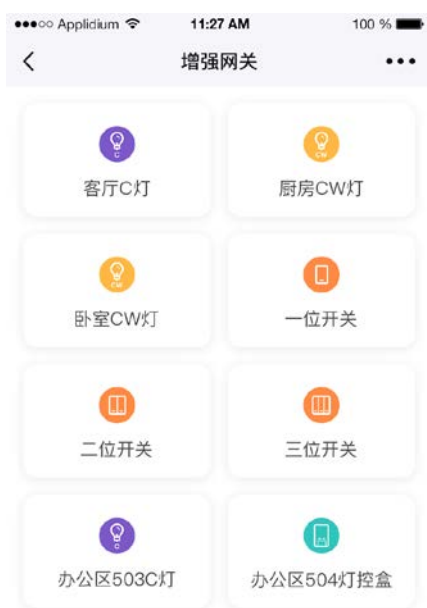 Applidium 11:27 AM 100 %
增强网关
C
CW
客厅C灯 厨房CW灯
CW
卧室CW灯 一位开关
二位开关 三位开关
C
办公区503C灯 办公区504灯控盒